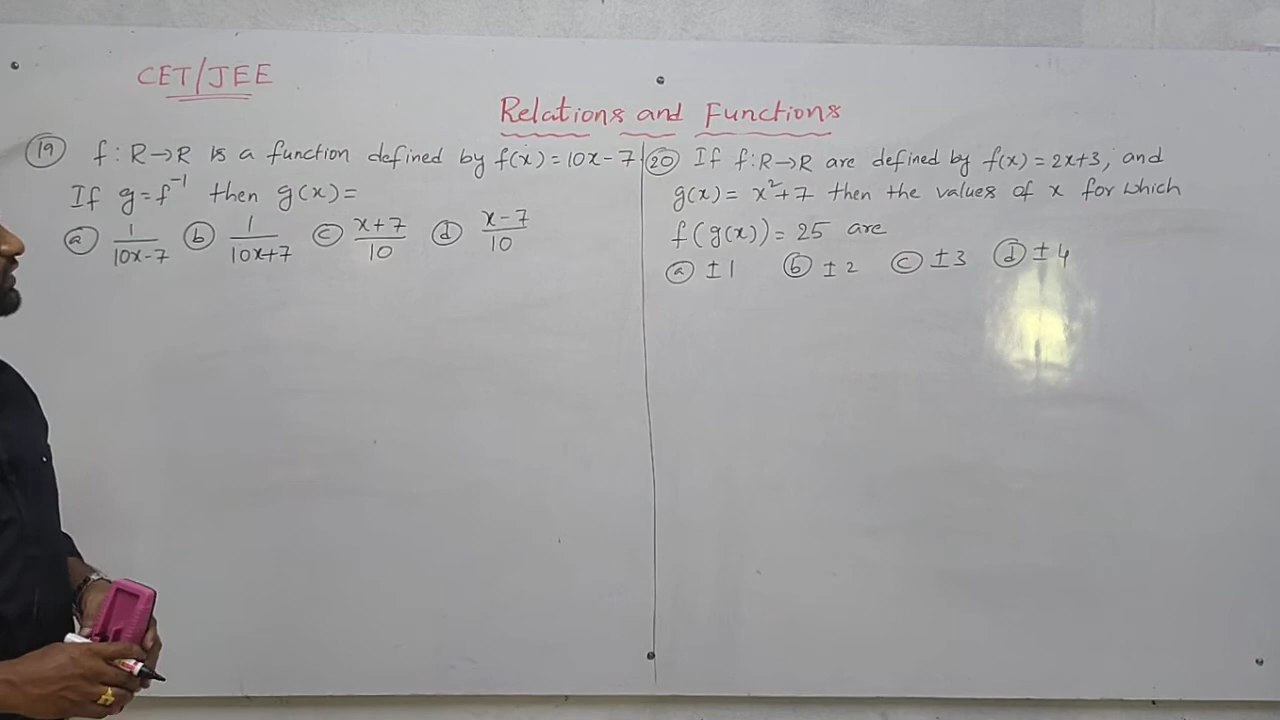 CET/JEE
Relations and Functions
(19) f : R→R is a function defined by f(x) = 10x - 7
If g = f⁻¹ then g(x) =
(a) 1/(10x-7) (b) 1/(10x+7) (c) (x+7)/10 (d) (x-7)/10
(20) If f: R→R are defined by f(x) = 2x+3, and
g(x) = x²+7 then the values of x for which
f(g(x)) = 25 are
(a) ±1 (b) ±2 (c) ±3 (d) ±4